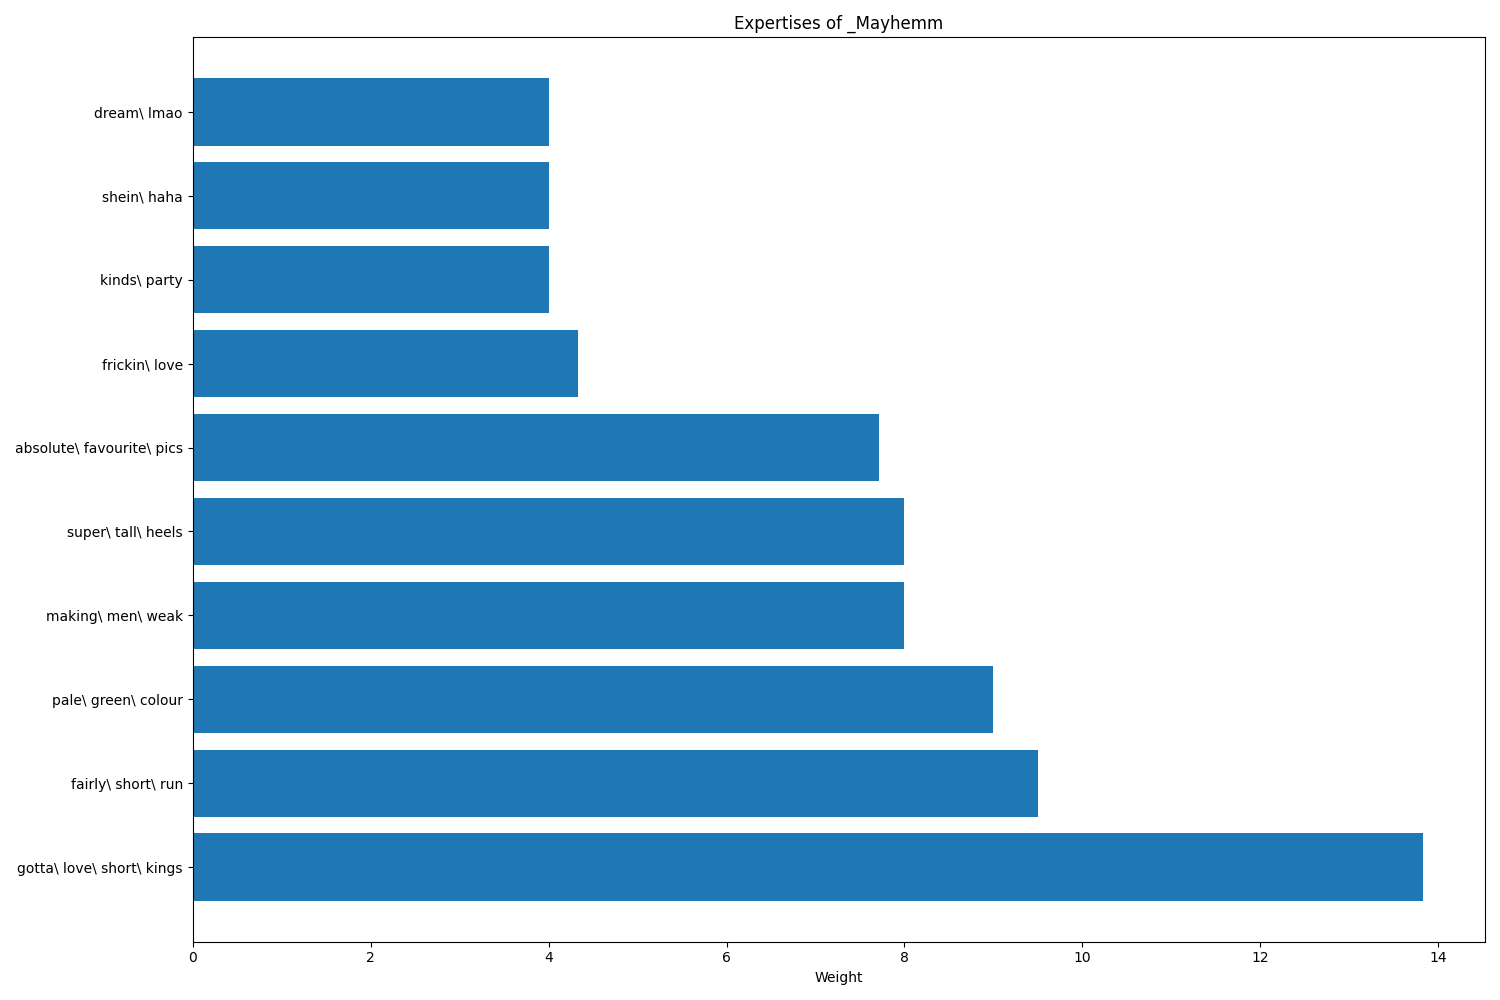 Expertises of _Mayhemm
dream\ lmao
shein\ haha
kinds\ party
frickin\ love
absolute\ favourite\ pics
super\ tall\ heels
making\ men\ weak
pale\ green\ colour
fairly\ short\ run
gotta\ love\ short\ kings
0 2 4 6 8 10 12 14
Weight